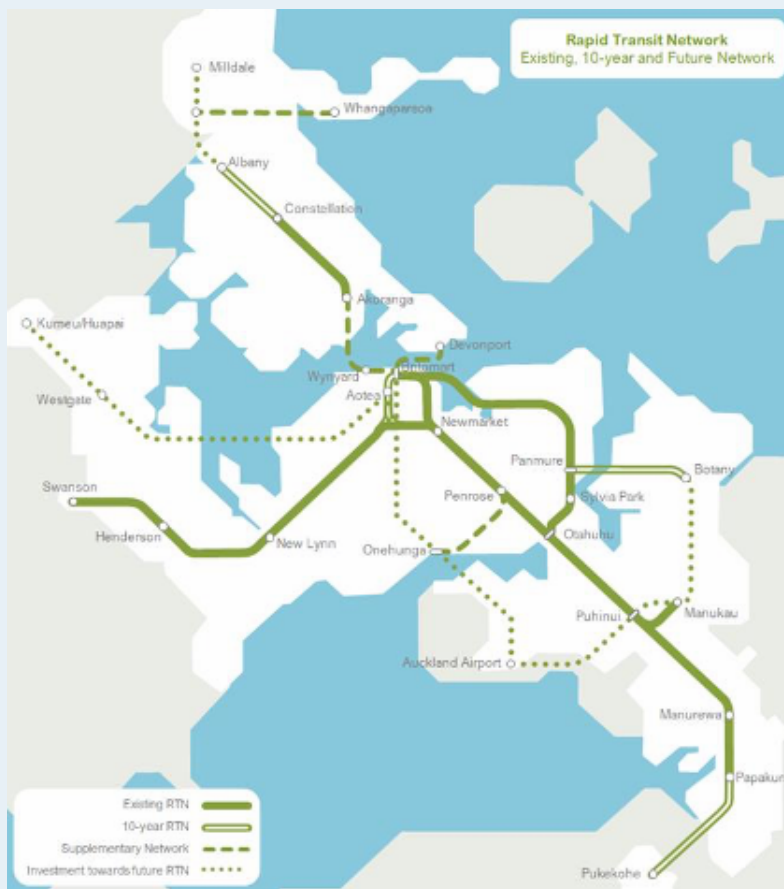 Rapid Transit Network
Existing, 10-year and Future Network
Milldale
Whangaparaoa
Albany
Constellation
Akoranga
Kumeu/Huapai
Devonport
Wynyard
Britomart
Aotea
Westgate
Newmarket
Panmure
Botany
Swanson
Penrose
Sylvia Park
Henderson
New Lynn
Otahuhu
Onehunga
Puhinui
Manukau
Auckland Airport
Manurewa
Papakur
Pukekohe
Existing RTN
10-year RTN
Supplementary Network
Investment towards future RTN